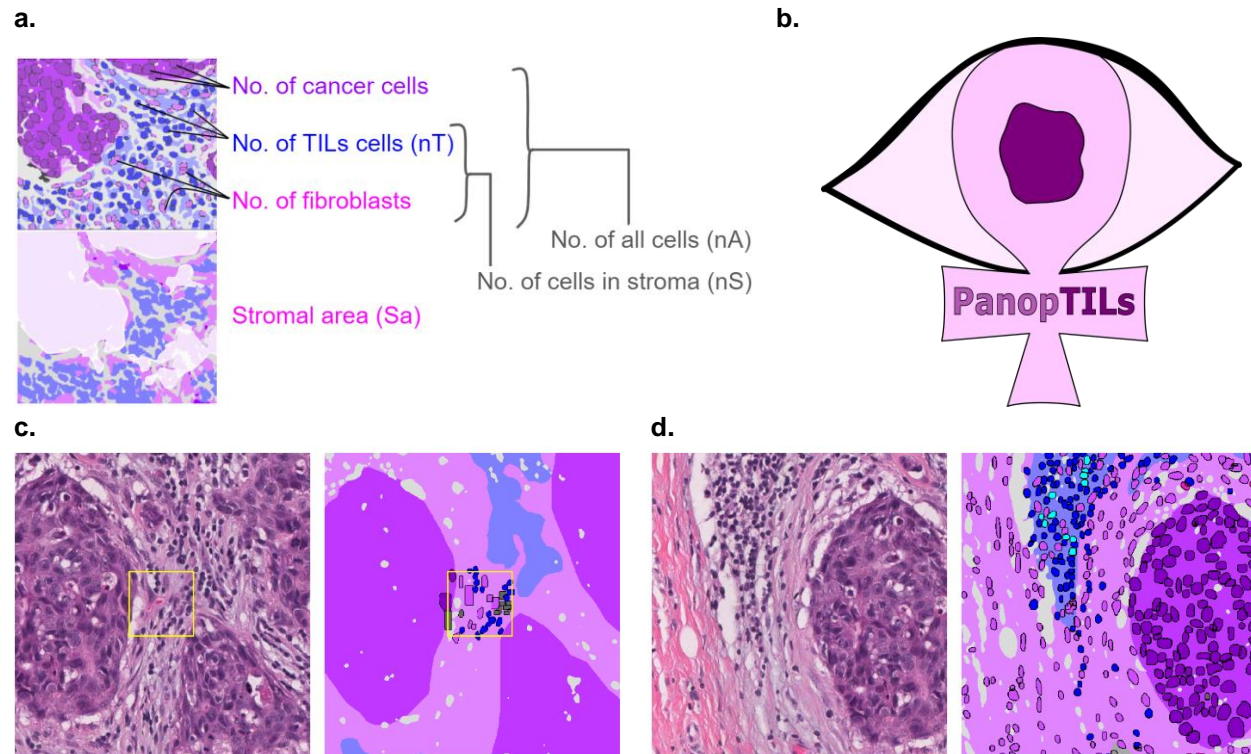 a.
No. of cancer cells
No. of TILs cells (nT)
No. of fibroblasts
No. of all cells (nA)
No. of cells in stroma (nS)
Stromal area (Sa)
b.
PanopTILs
c.
d.